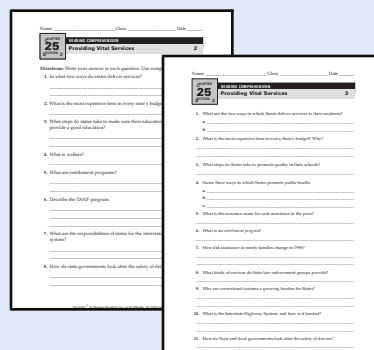 Name Class Date
CHAPTER
25
SECTION 2
READING COMPREHENSION
Providing Vital Services 2
Directions: Write your answer to each question. Use comp
1. In what two ways do states deliver services?
2. What is the most expensive item in every state's budge
3. What steps do states take to make sure their education
provide a good education?
4. What is welfare?
5. What are entitlement programs?
6. Describe the TANF program.
7. What are the responsibilities of states for the interstate
system?
8. How do state governments look after the safety of dri
Name Class Date
CHAPTER
25
SECTION 2
READING COMPREHENSION
Providing Vital Services 3
1. What are the two ways in which States deliver services to their residents?
a.
b.
2. What is the most expensive item in every State's budget? Why?
3. What steps do States take to promote quality in their schools?
4. Name three ways in which States promote public health.
a.
b.
c.
5. What is the common name for cash assistance to the poor?
6. What is an entitlement program?
7. How did assistance to needy families change in 1996?
8. What kinds of services do State law enforcement groups provide?
9. Why are correctional systems a growing burden for States?
10. What is the Interstate Highway System, and how is it funded?
11. How do State and local governments look after the safety of drivers?